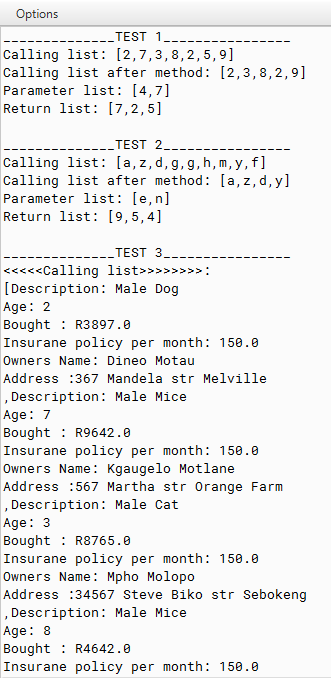 Options
______________TEST 1________________
Calling list: [2,7,3,8,2,5,9]
Calling list after method: [2,3,8,2,9]
Parameter list: [4,7]
Return list: [7,2,5]
______________TEST 2________________
Calling list: [a,z,d,g,g,h,m,y,f]
Calling list after method: [a,z,d,y]
Parameter list: [e,n]
Return list: [9,5,4]
______________TEST 3________________
<<<<<Calling list>>>>>>>>:
[Description: Male Dog
Age: 2
Bought : R3897.0
Insurane policy per month: 150.0
Owners Name: Dineo Motau
Address :367 Mandela str Melville
,Description: Male Mice
Age: 7
Bought : R9642.0
Insurane policy per month: 150.0
Owners Name: Kgaugelo Motlane
Address :567 Martha str Orange Farm
,Description: Male Cat
Age: 3
Bought : R8765.0
Insurane policy per month: 150.0
Owners Name: Mpho Molopo
Address :34567 Steve Biko str Sebokeng
,Description: Male Mice
Age: 8
Bought : R4642.0
Insurane policy per month: 150.0